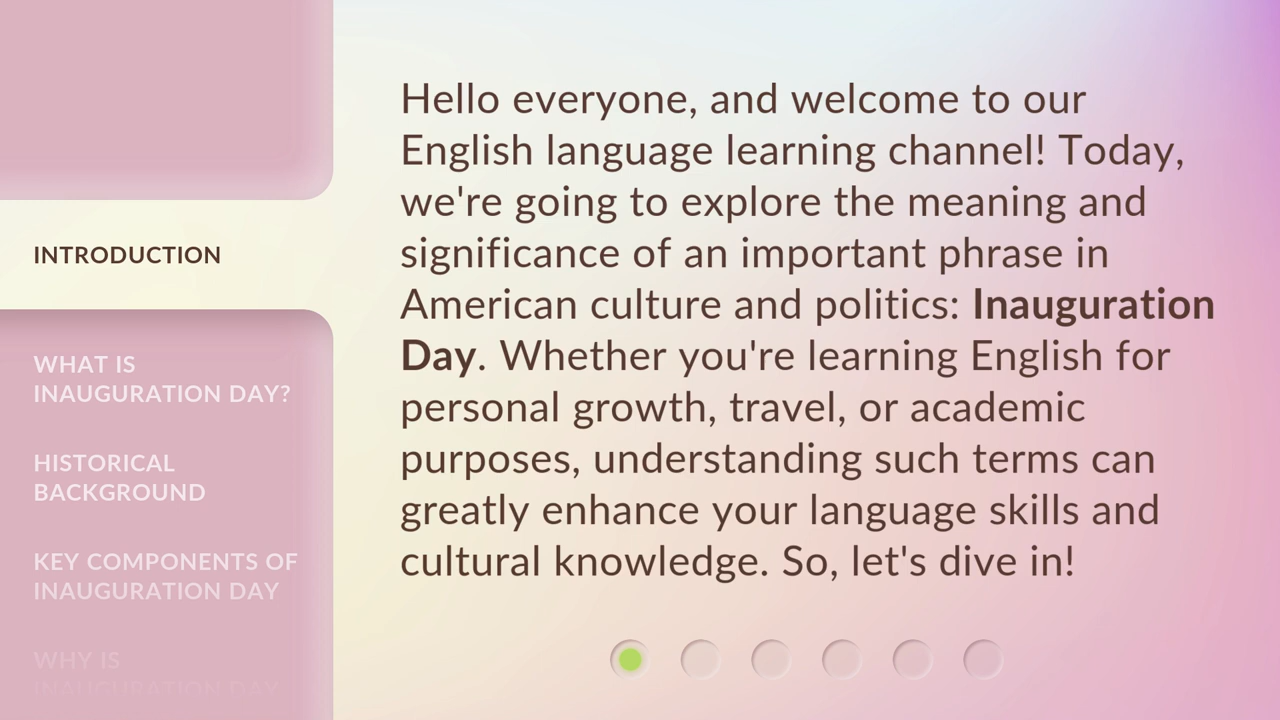 INTRODUCTION
WHAT IS
INAUGURATION DAY?
HISTORICAL
BACKGROUND
KEY COMPONENTS OF
INAUGURATION DAY
WHY IS
INAUGURATION DAY
Hello everyone, and welcome to our
English language learning channel! Today,
we're going to explore the meaning and
significance of an important phrase in
American culture and politics: Inauguration
Day. Whether you're learning English for
personal growth, travel, or academic
purposes, understanding such terms can
greatly enhance your language skills and
cultural knowledge. So, let's dive in!